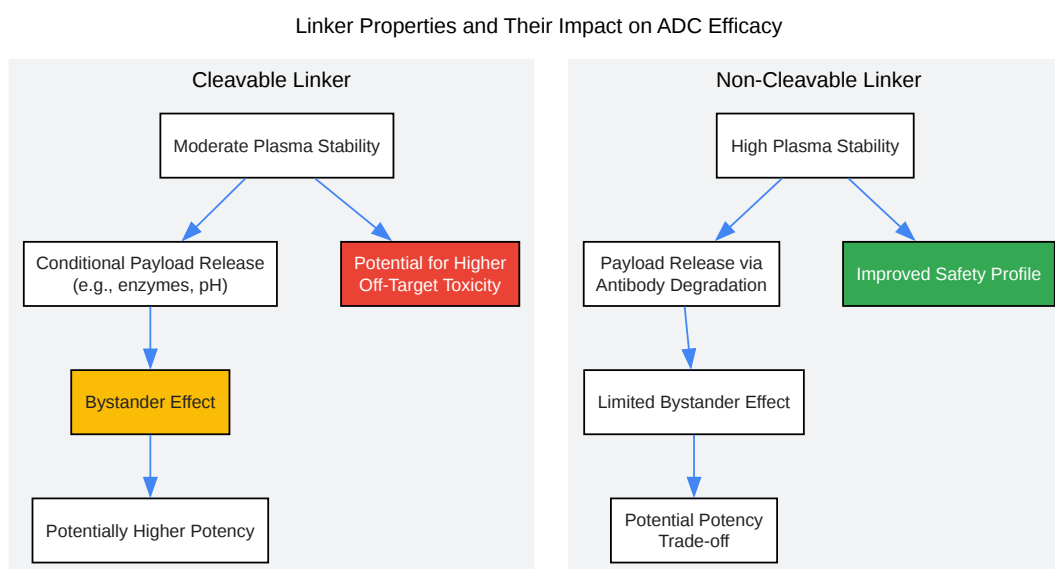 Linker Properties and Their Impact on ADC Efficacy
Cleavable Linker
Moderate Plasma Stability
Conditional Payload Release
(e.g., enzymes, pH)
Potential for Higher
Off-Target Toxicity
Bystander Effect
Potentially Higher Potency
Non-Cleavable Linker
High Plasma Stability
Payload Release via
Antibody Degradation
Improved Safety Profile
Limited Bystander Effect
Potential Potency
Trade-off